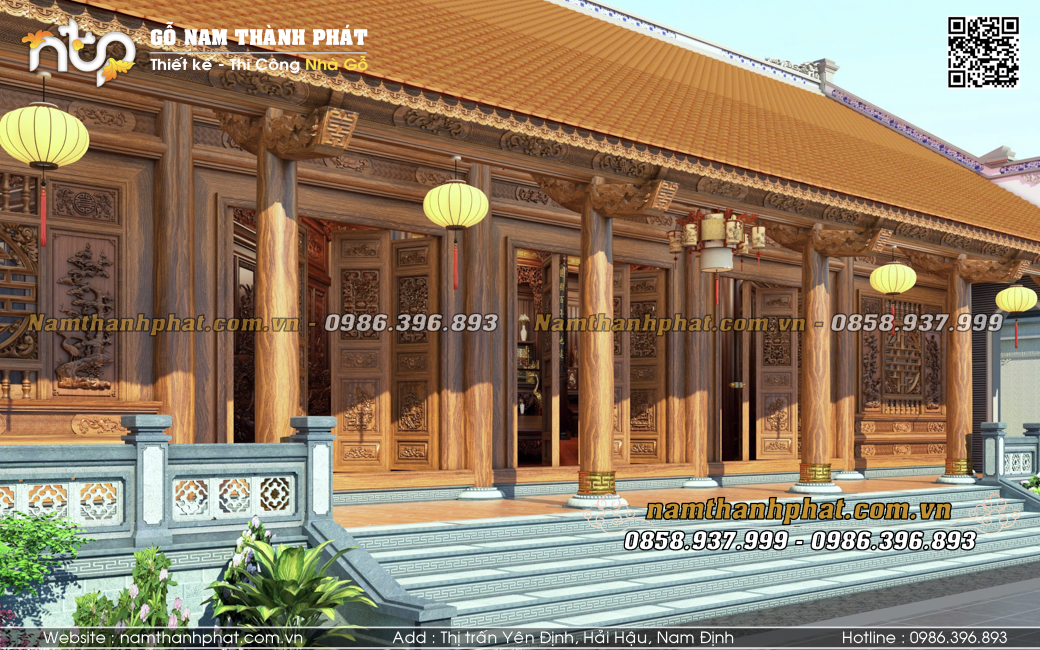 ntp
GỖ NAM THÀNH PHÁT
Thiết kế - Thi Công Nhà Gỗ
Namthanhphat.com.vn - 0986.396.893
Namthanhphat.com.vn - 0858.937.999
namthanhphat.com.vn
0858.937.999 - 0986.396.893
Website : namthanhphat.com.vn
Add : Thị trấn Yên Định, Hải Hậu, Nam Định
Hotline : 0986.396.893